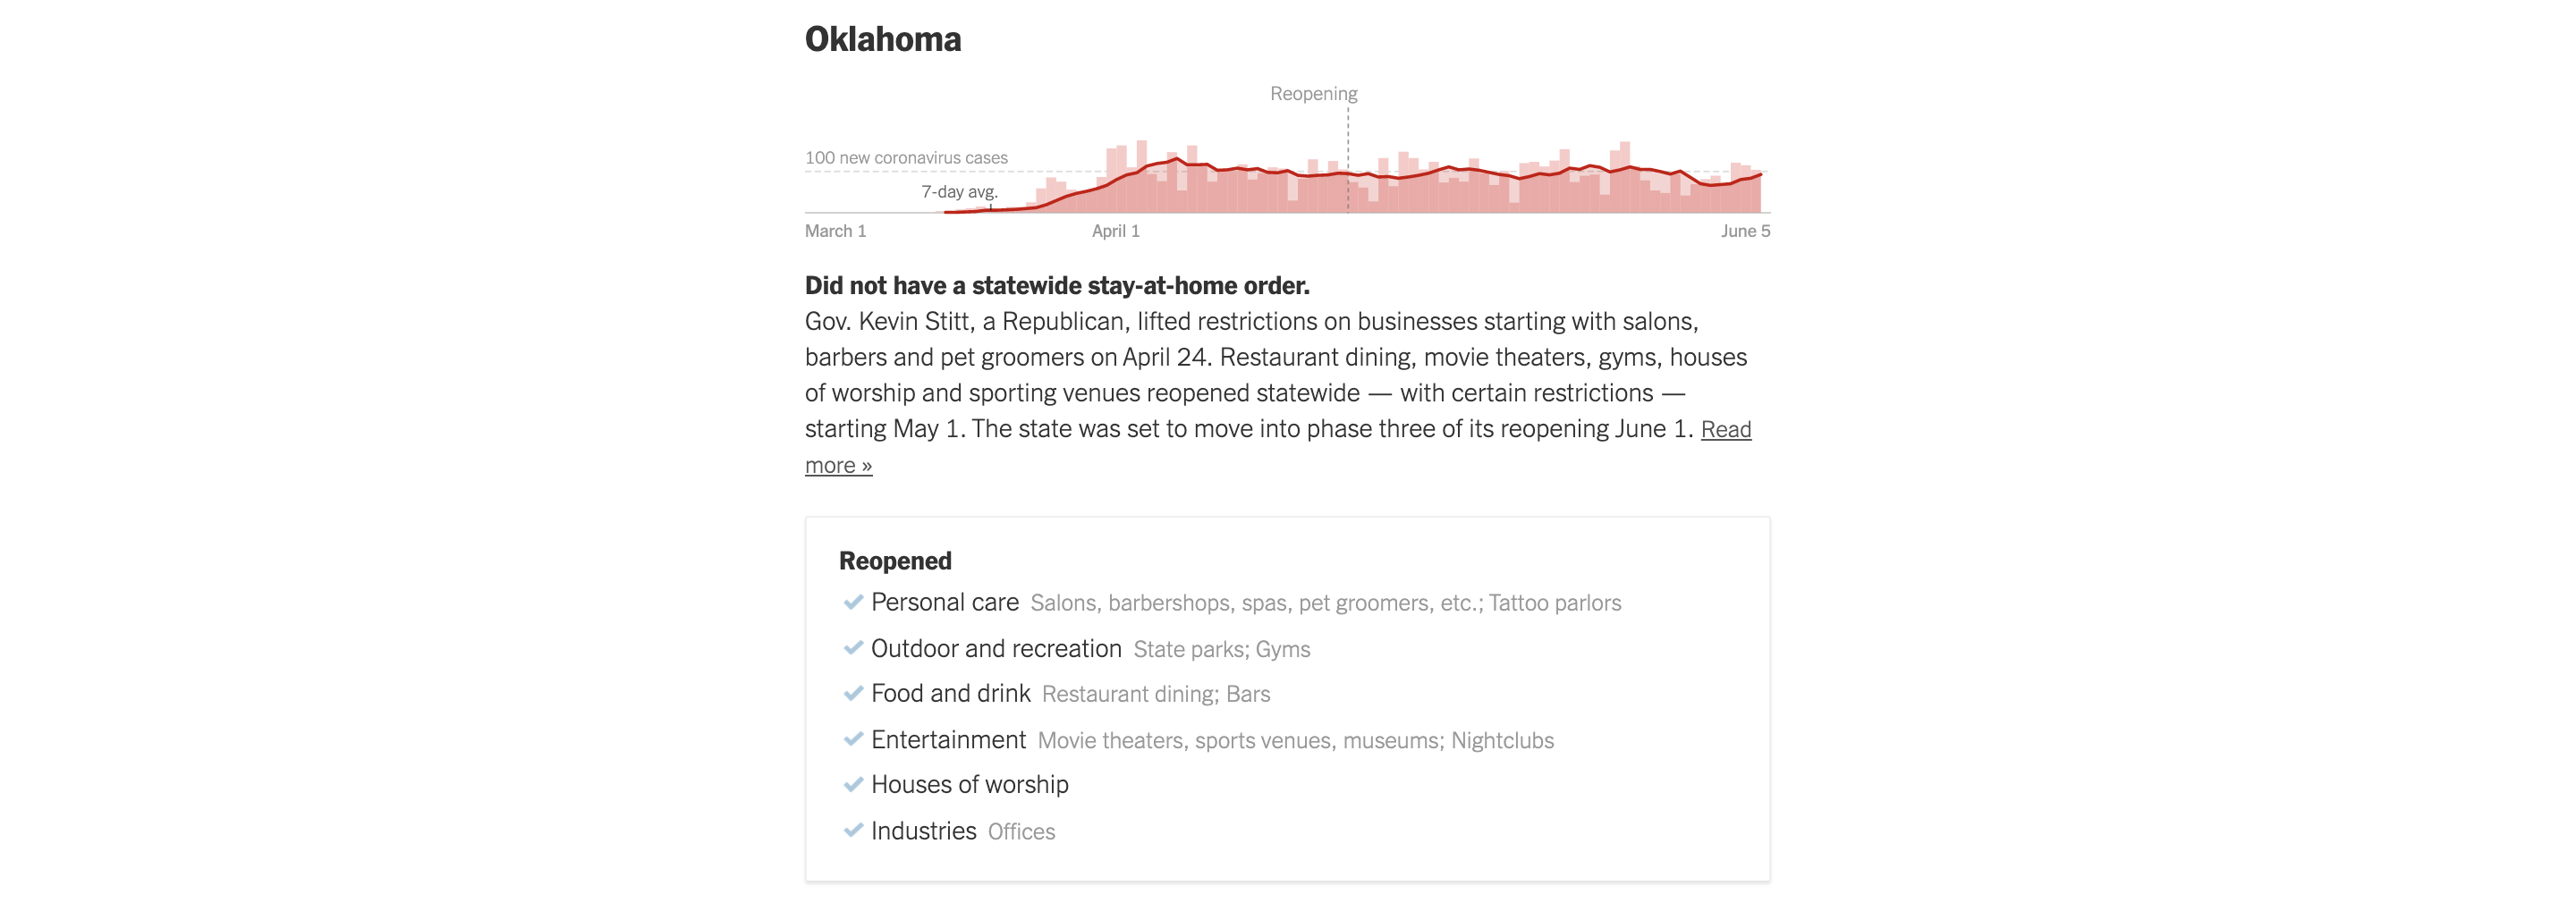 Oklahoma
Reopening
100 new coronavirus cases
7-day avg.
March 1
April 1
June 5
Did not have a statewide stay-at-home order.
Gov. Kevin Stitt, a Republican, lifted restrictions on businesses starting with salons,
barbers and pet groomers on April 24. Restaurant dining, movie theaters, gyms, houses
of worship and sporting venues reopened statewide — with certain restrictions —
starting May 1. The state was set to move into phase three of its reopening June 1. Read
more »
Reopened
Personal care Salons, barbershops, spas, pet groomers, etc.; Tattoo parlors
Outdoor and recreation State parks; Gyms
Food and drink Restaurant dining; Bars
Entertainment Movie theaters, sports venues, museums; Nightclubs
Houses of worship
Industries Offices